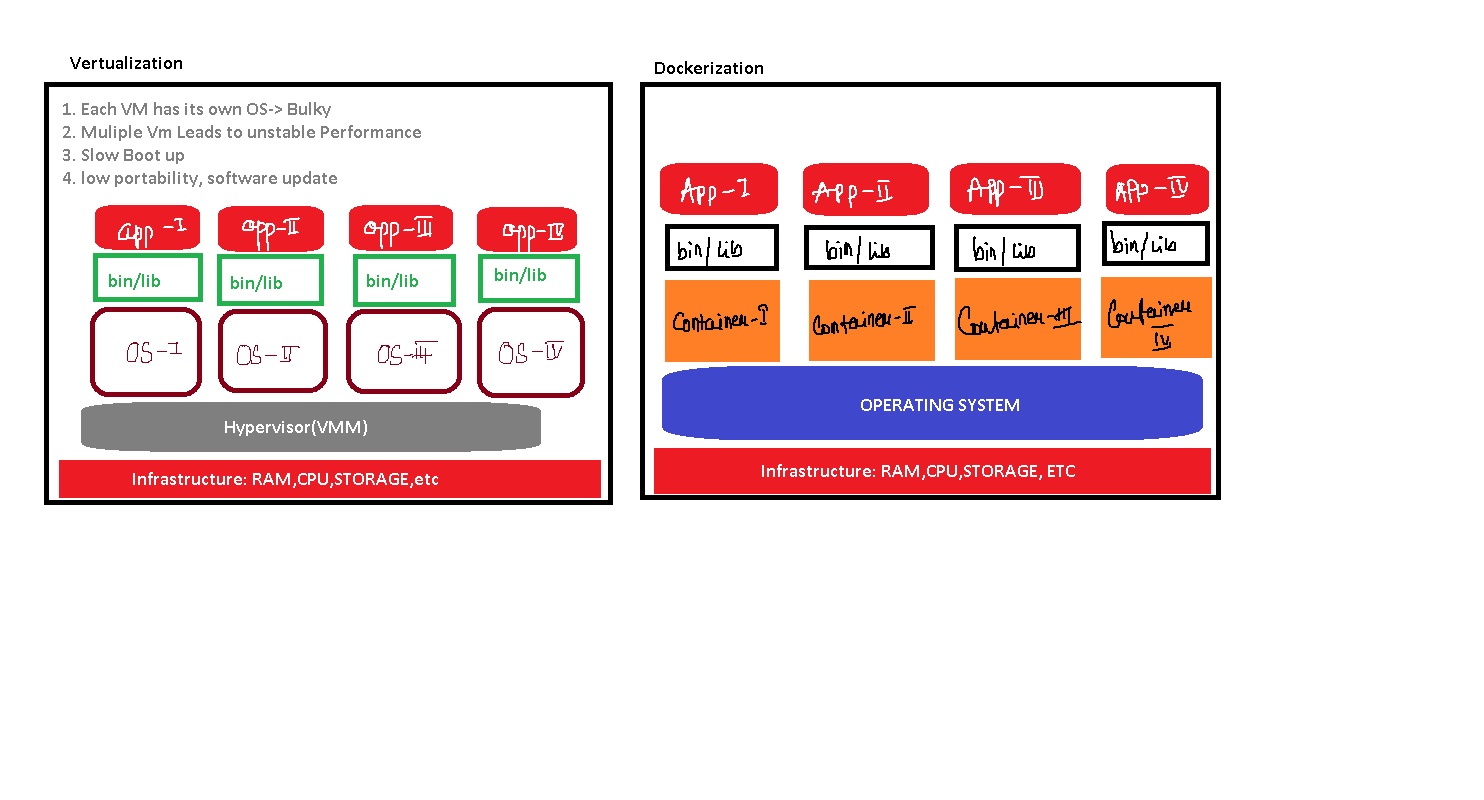 Vertualization
1. Each VM has its own OS-> Bulky
2. Muliple Vm Leads to unstable Performance
3. Slow Boot up
4. low portability, software update
app-I app-II app-III app-IV
bin/lib bin/lib bin/lib bin/lib
OS-I OS-II OS-III OS-IV
Hypervisor(VMM)
Infrastructure: RAM,CPU,STORAGE,etc
Dockerization
App-I App-II App-III App-IV
bin/lib bin/lib bin/lib bin/lib
Container-I Container-II Container-III Container
IV
OPERATING SYSTEM
Infrastructure: RAM,CPU,STORAGE, ETC